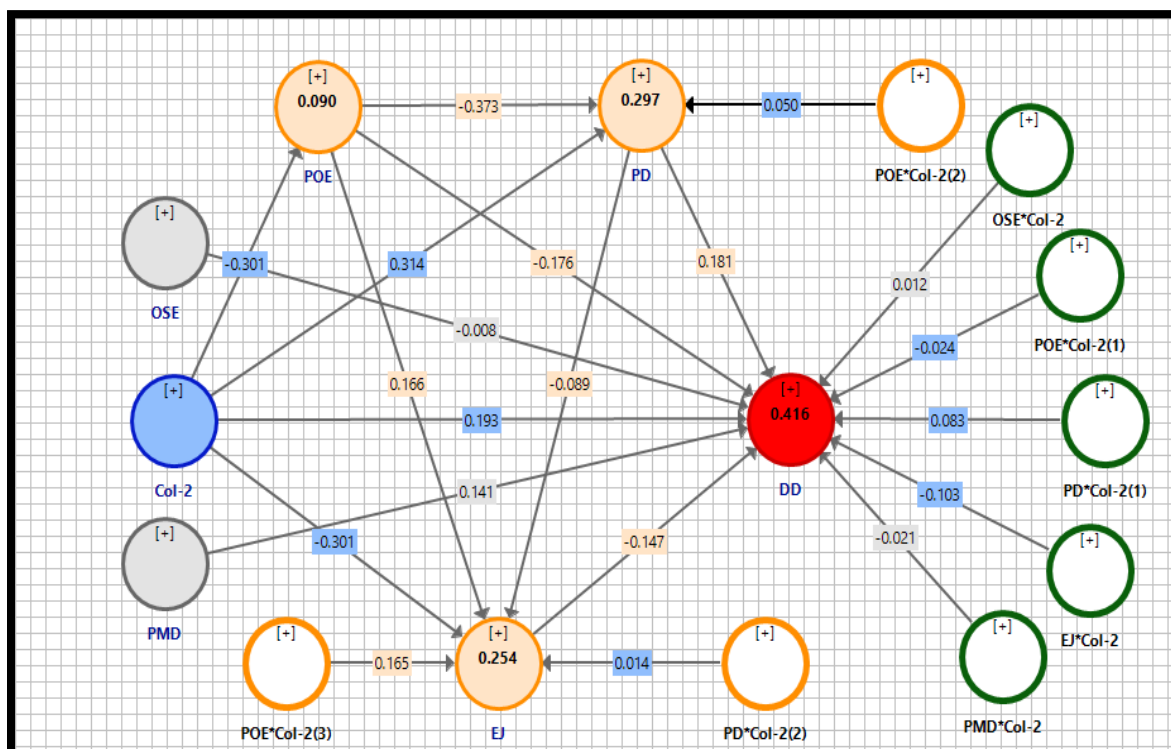 [+]
0.090
POE
-0.373
[+]
0.297
PD
0.050
[+]
POE*Col-2(2)
[+]
OSE*Col-2
[+]
OSE
-0.301
0.314
-0.176
0.181
0.012
[+]
POE*Col-2(1)
-0.008
-0.024
[+]
Col-2
0.166
-0.089
0.193
[+]
0.416
DD
0.083
[+]
PD*Col-2(1)
0.141
-0.103
[+]
PMD
-0.301
-0.147
-0.021
[+]
EJ*Col-2
[+]
POE*Col-2(3)
0.165
[+]
0.254
EJ
0.014
[+]
PD*Col-2(2)
[+]
PMD*Col-2